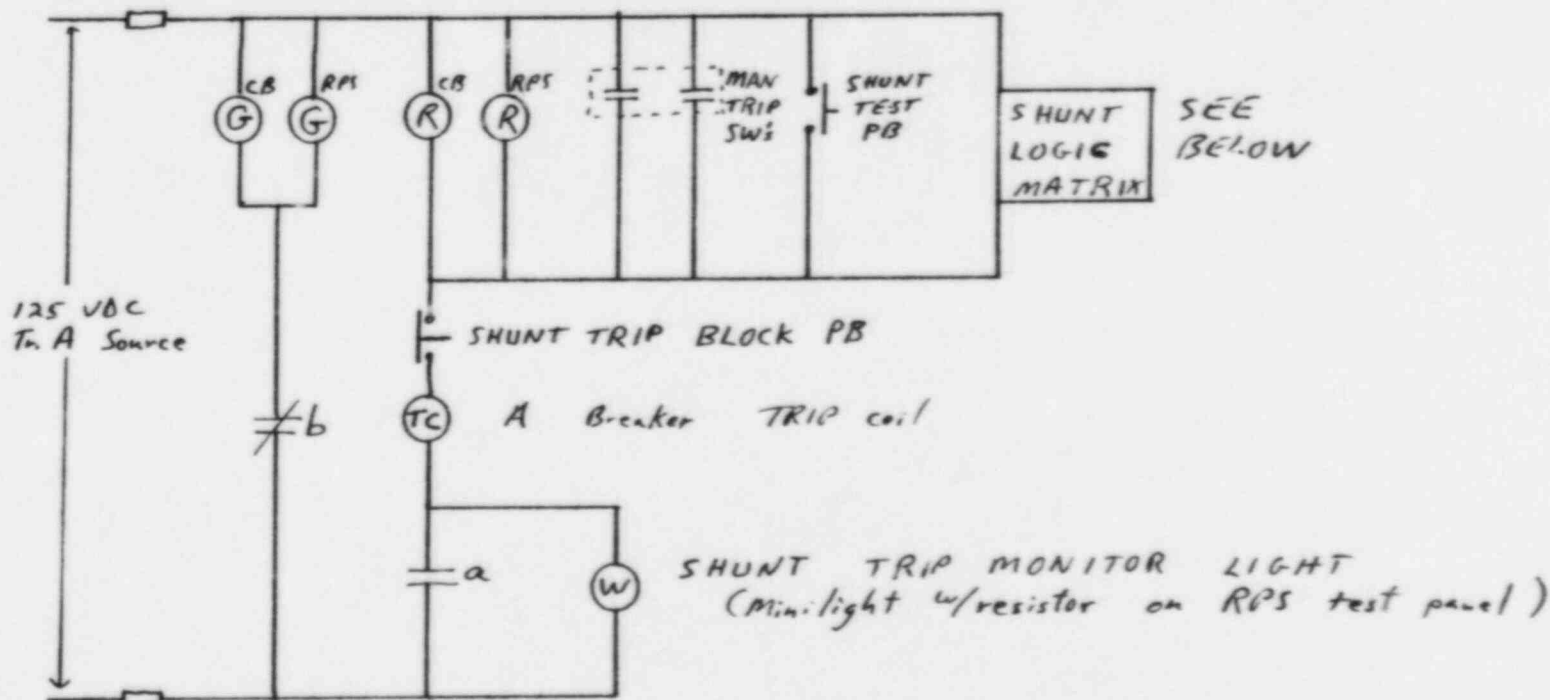 CB
RPS
CB
RPS
G
G
R
R
MAN
TRIP
SW's
SHUNT
TEST
PB
SHUNT
LOGIC
MATRIX
SEE
BELOW
125 VDC
Tn. A Source
SHUNT TRIP BLOCK PB
b
TC
A Breaker TRIP coil
a
W
SHUNT TRIP MONITOR LIGHT
(Minilight w/resistor on RPS test panel)